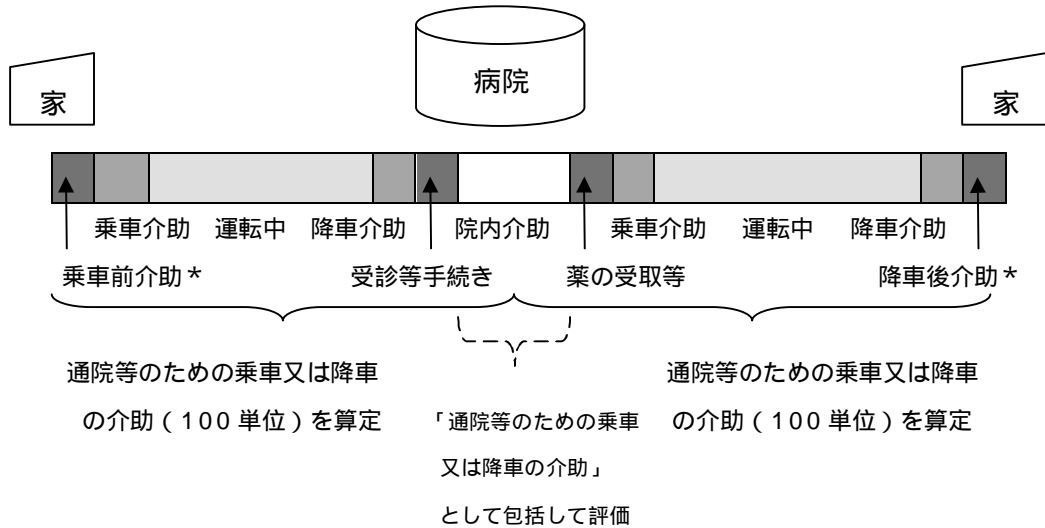 病院
家
家
乗車介助 運転中 降車介助 院内介助 乗車介助 運転中 降車介助
乗車前介助* 受診等手続き 薬の受取等 降車後介助*
通院等のための乗車又は降車
の介助(100単位)を算定
「通院等のための乗車
又は降車の介助」
として包括して評価
通院等のための乗車又は降車
の介助(100単位)を算定